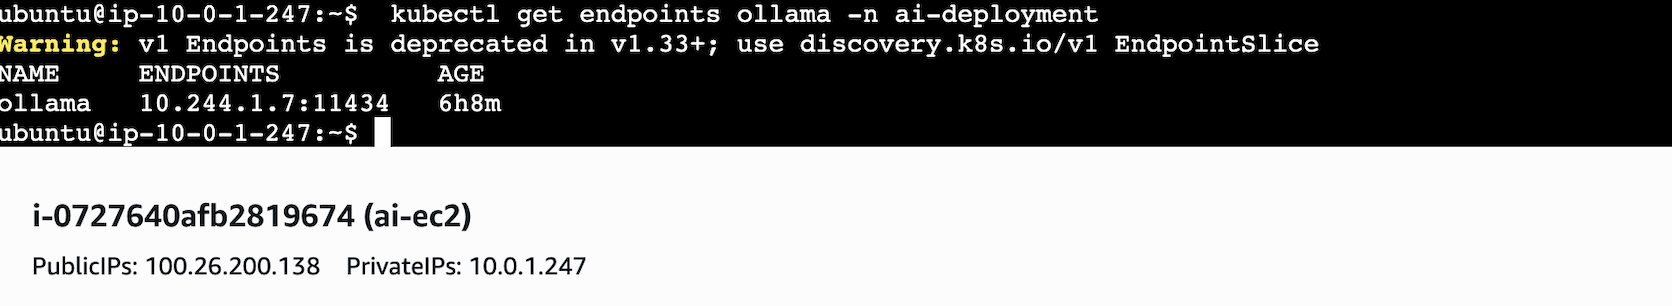 ubuntu@ip-10-0-1-247:~$ kubectl get endpoints ollama -n ai-deployment
Warning: v1 Endpoints is deprecated in v1.33+; use discovery.k8s.io/v1 EndpointSlice
NAME ENDPOINTS AGE
ollama 10.244.1.7:11434 6h8m
ubuntu@ip-10-0-1-247:~$
i-0727640afb2819674 (ai-ec2)
PublicIPs: 100.26.200.138 PrivateIPs: 10.0.1.247